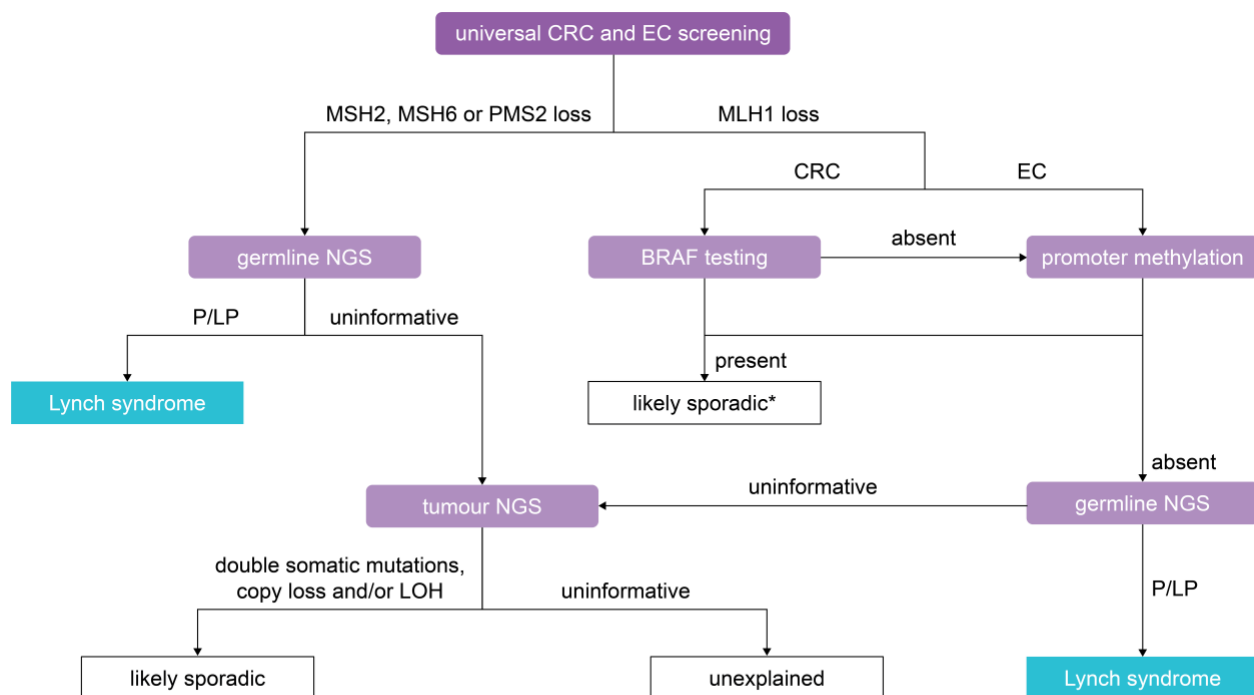 universal CRC and EC screening
MSH2, MSH6 or PMS2 loss
MLH1 loss
CRC
EC
germline NGS
BRAF testing
absent
promoter methylation
P/LP
uninformative
present
Lynch syndrome
likely sporadic*
absent
tumour NGS
uninformative
germline NGS
double somatic mutations,
copy loss and/or LOH
uninformative
P/LP
likely sporadic
unexplained
Lynch syndrome